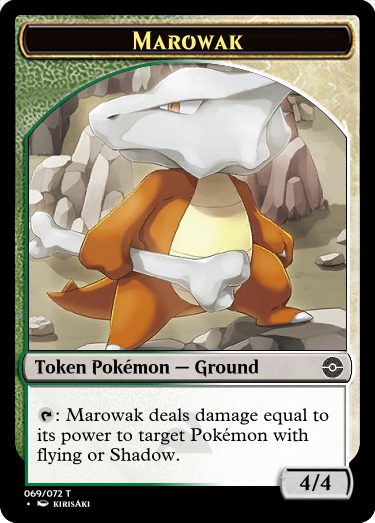 Marowak
Token Pokémon — Ground
: Marowak deals damage equal to
its power to target Pokémon with
flying or Shadow.
4/4
069/072 T
• KIRISAKI